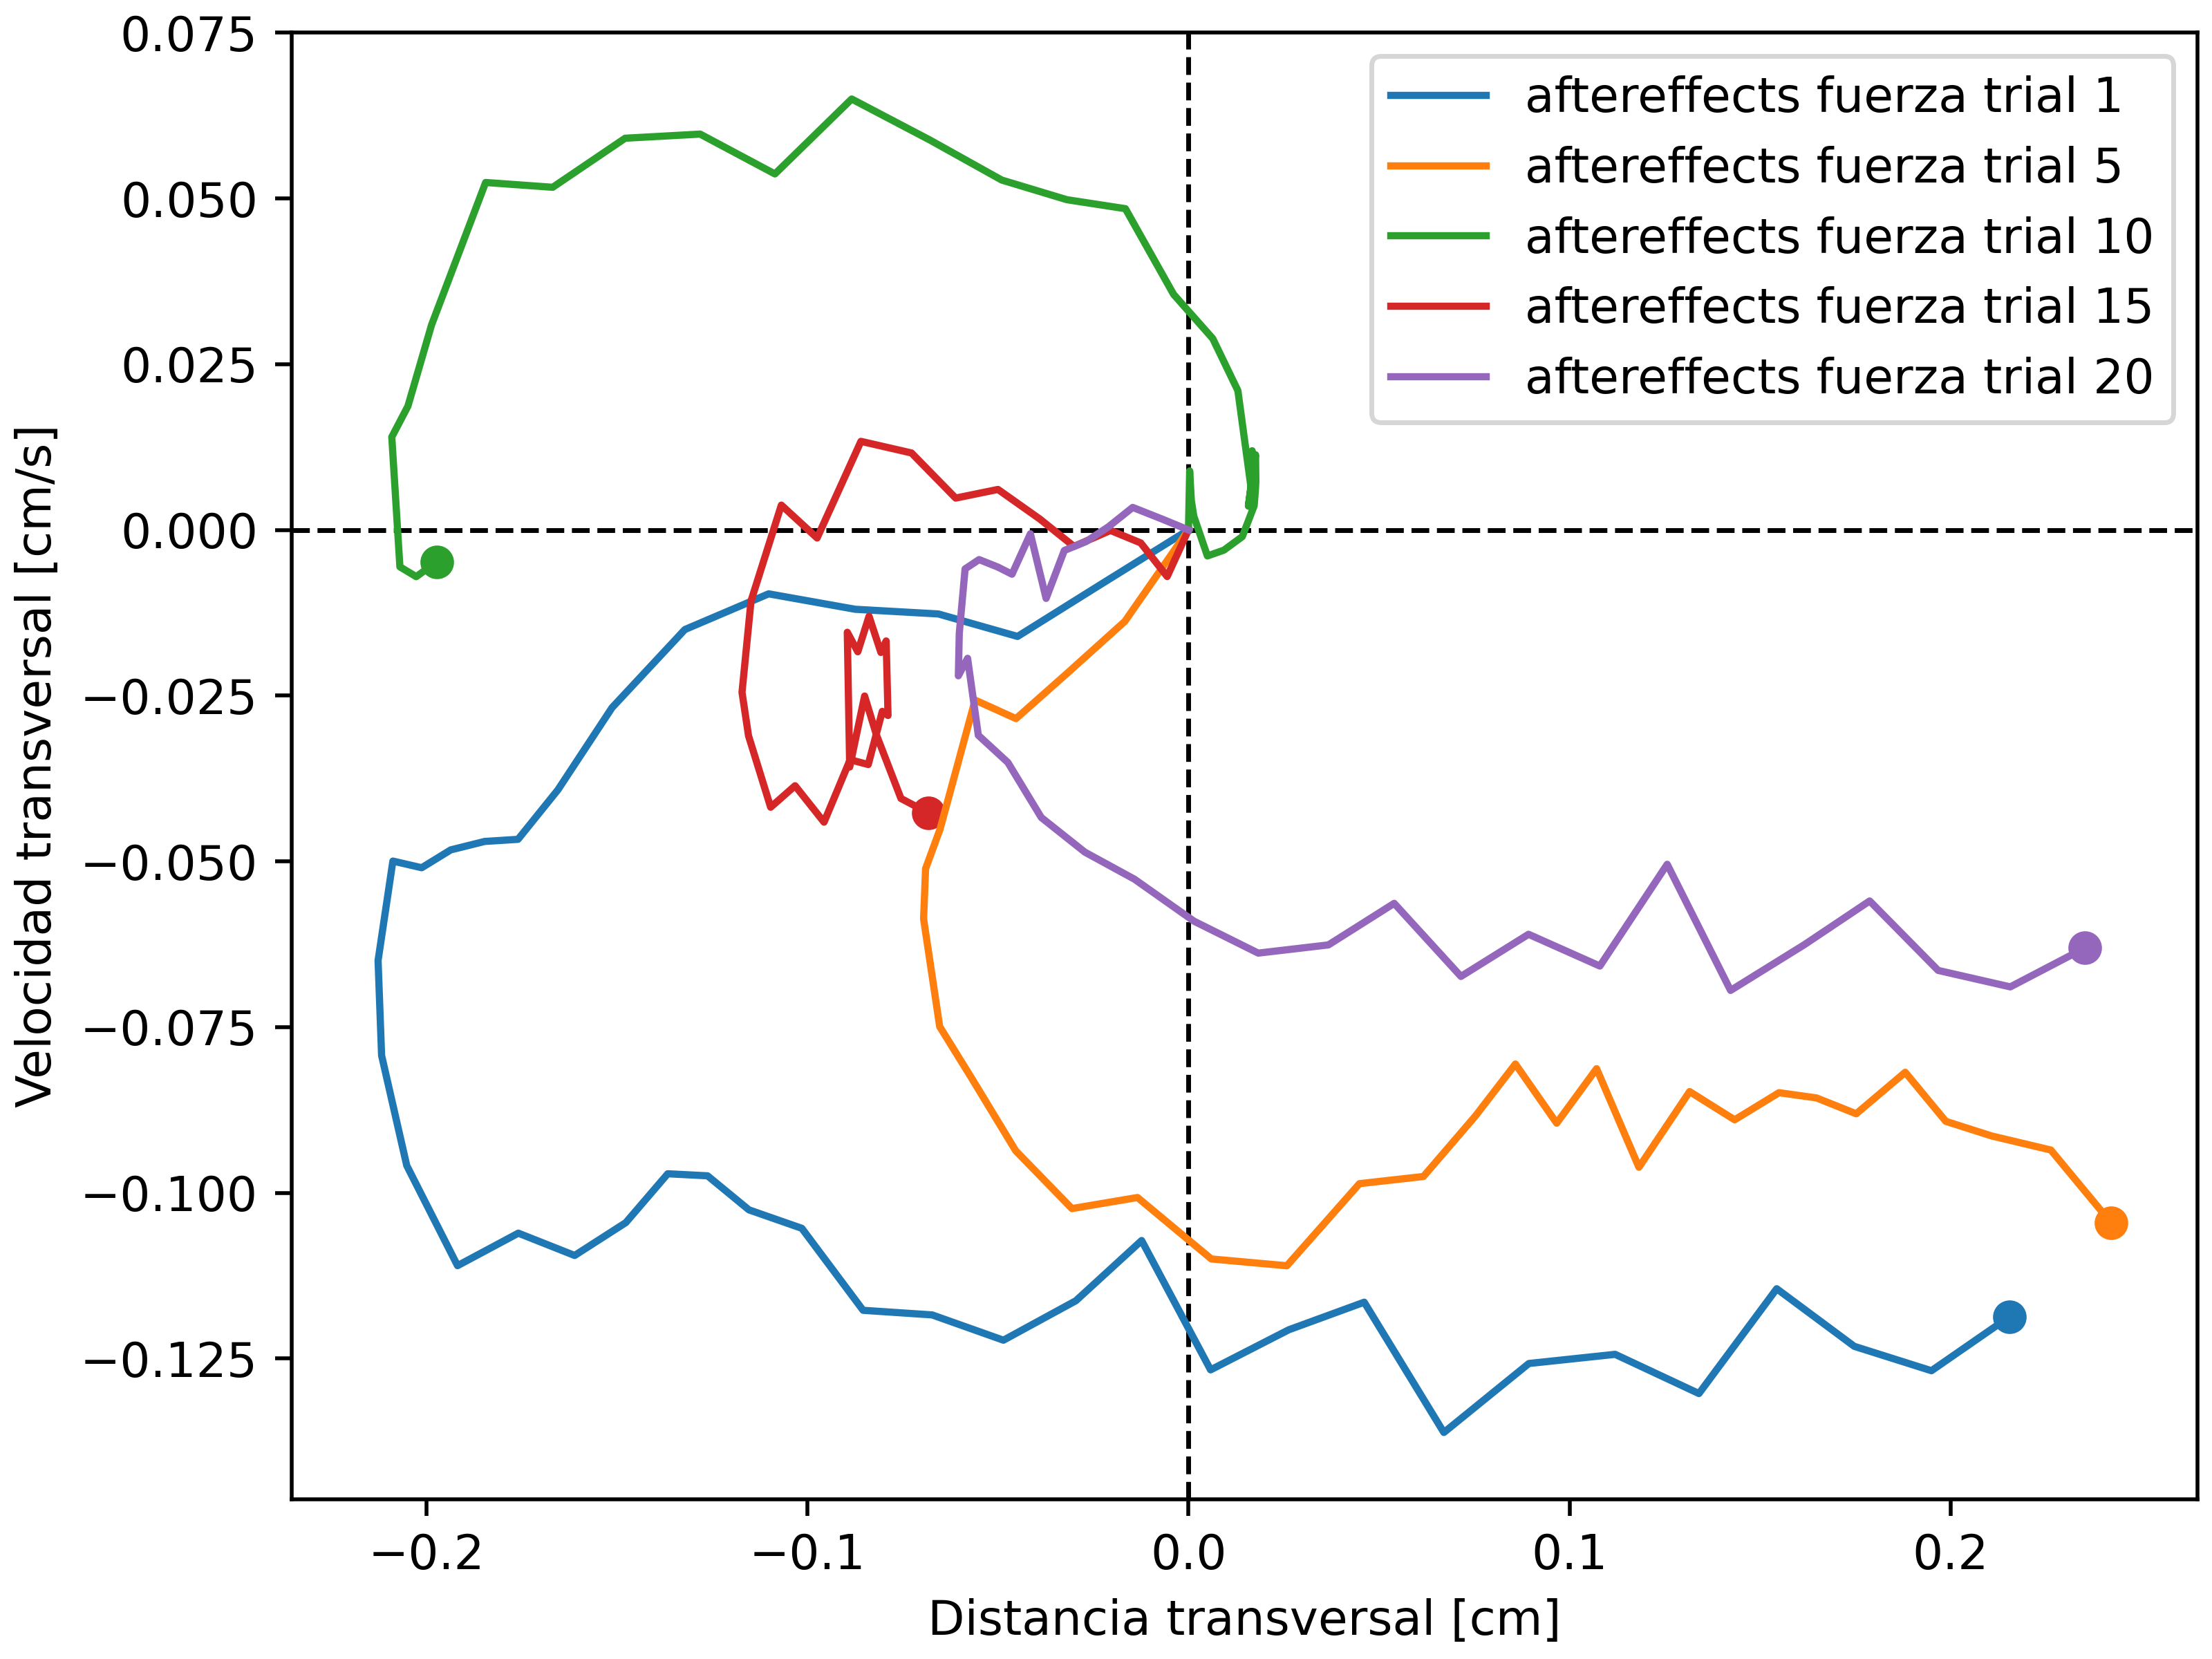 0.075
0.050
0.025
0.000
−0.025
−0.050
−0.075
−0.100
−0.125
Velocidad transversal [cm/s]
aftereffects fuerza trial 1
aftereffects fuerza trial 5
aftereffects fuerza trial 10
aftereffects fuerza trial 15
aftereffects fuerza trial 20
−0.2 −0.1 0.0 0.1 0.2
Distancia transversal [cm]